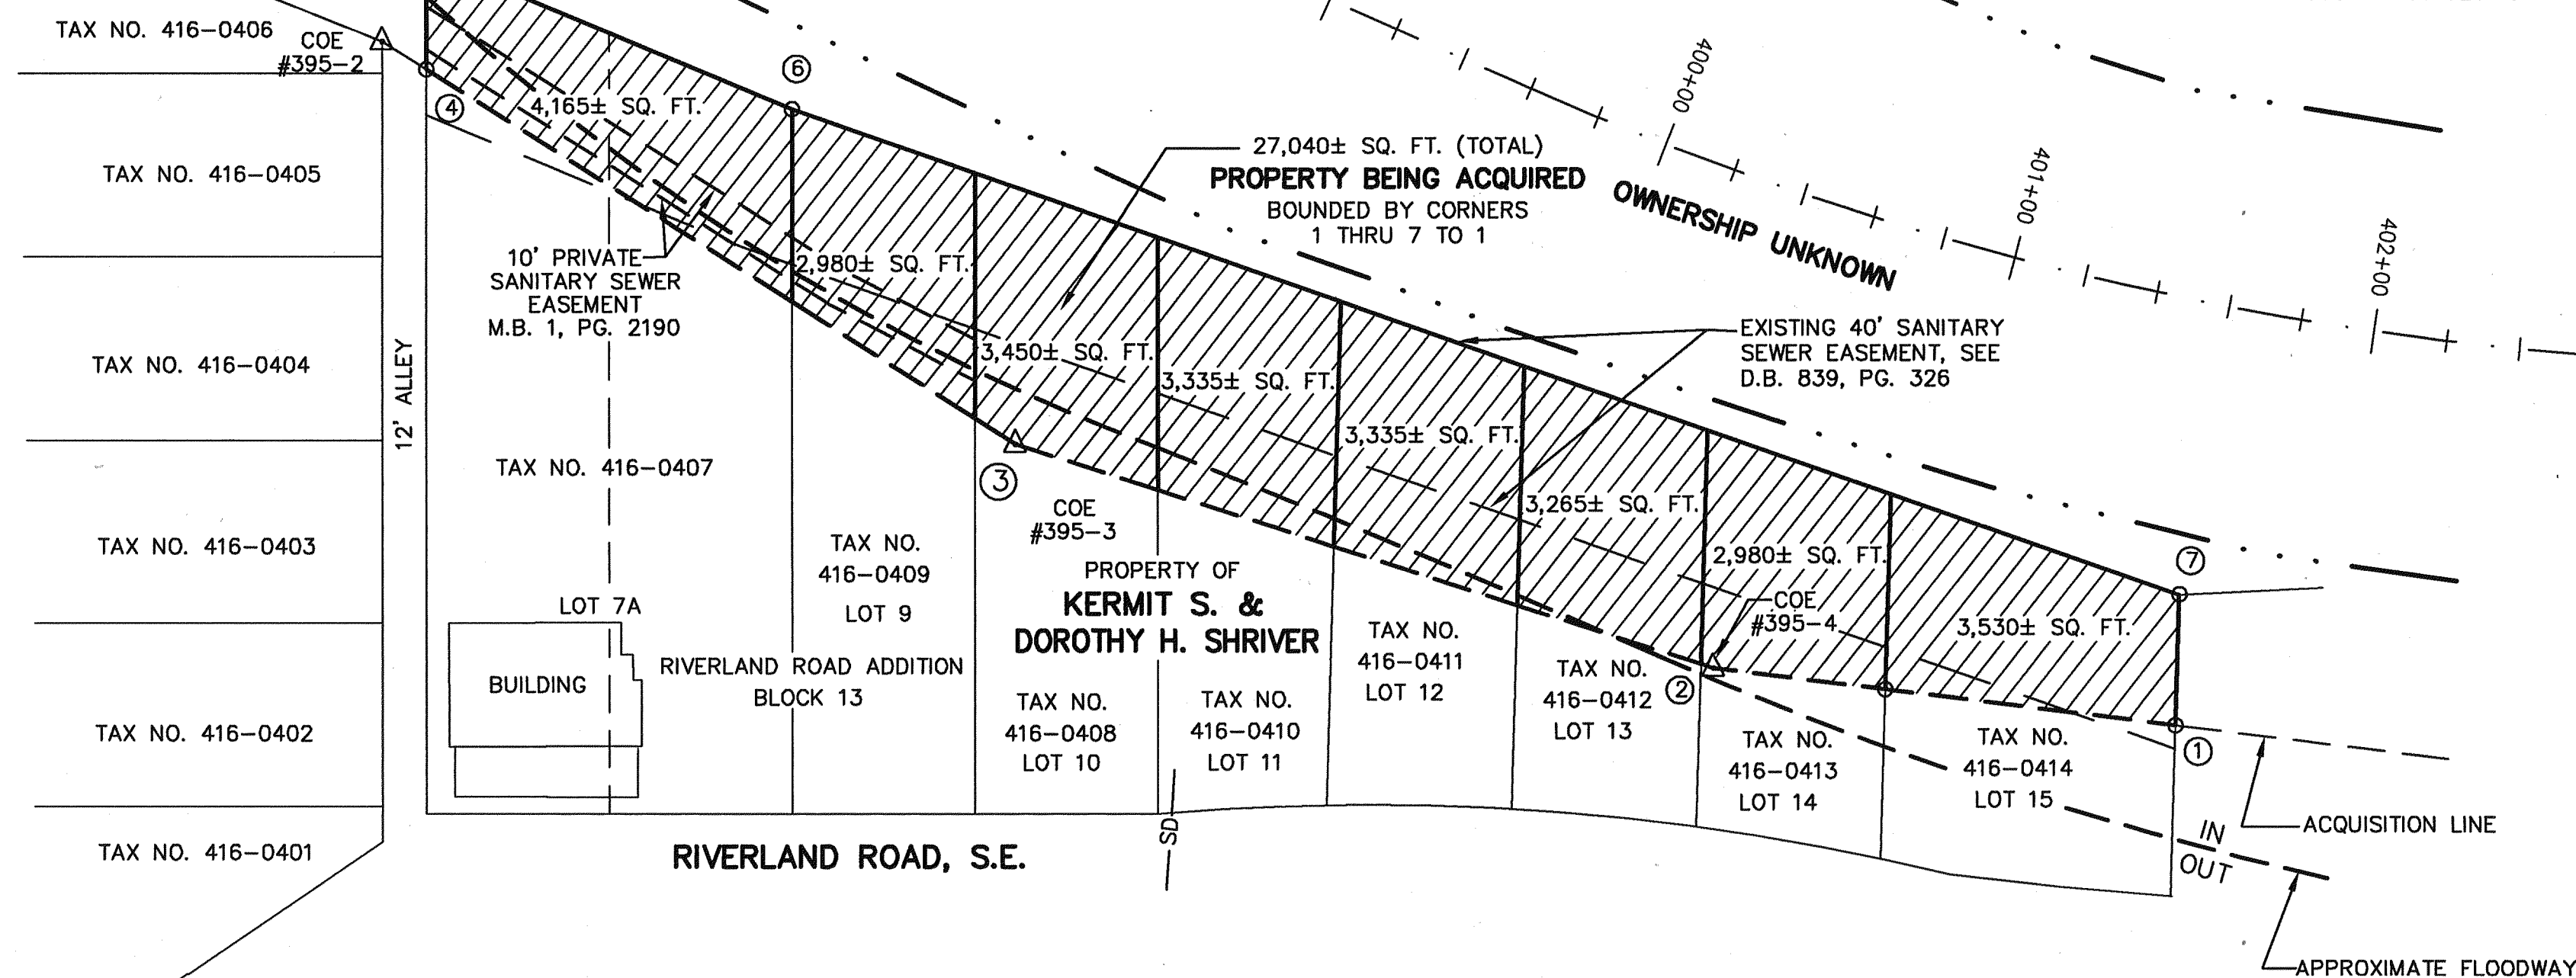 TAX NO. 416-0406
COE
#395-2
4
TAX NO. 416-0405
TAX NO. 416-0404
TAX NO. 416-0403
TAX NO. 416-0402
TAX NO. 416-0401
12' ALLEY
6
4,165± SQ. FT.
2,980± SQ. FT.
3,450± SQ. FT.
3,335± SQ. FT.
3,335± SQ. FT.
3,265± SQ. FT.
2,980± SQ. FT.
3,530± SQ. FT.
27,040± SQ. FT. (TOTAL)
PROPERTY BEING ACQUIRED
BOUNDED BY CORNERS
1 THRU 7 TO 1
OWNERSHIP UNKNOWN
400+00
401+00
402+00
10' PRIVATE
SANITARY SEWER
EASEMENT
M.B. 1, PG. 2190
EXISTING 40' SANITARY
SEWER EASEMENT, SEE
D.B. 839, PG. 326
TAX NO. 416-0407
LOT 7A
BUILDING
RIVERLAND ROAD ADDITION
BLOCK 13
TAX NO.
416-0409
LOT 9
3
COE
#395-3
PROPERTY OF
KERMIT S. &
DOROTHY H. SHRIVER
TAX NO.
416-0408
LOT 10
TAX NO.
416-0410
LOT 11
TAX NO.
416-0411
LOT 12
TAX NO.
416-0412
LOT 13
2
COE
#395-4
TAX NO.
416-0413
LOT 14
TAX NO.
416-0414
LOT 15
7
1
IN
OUT
ACQUISITION LINE
APPROXIMATE FLOODWAY
SD
RIVERLAND ROAD, S.E.